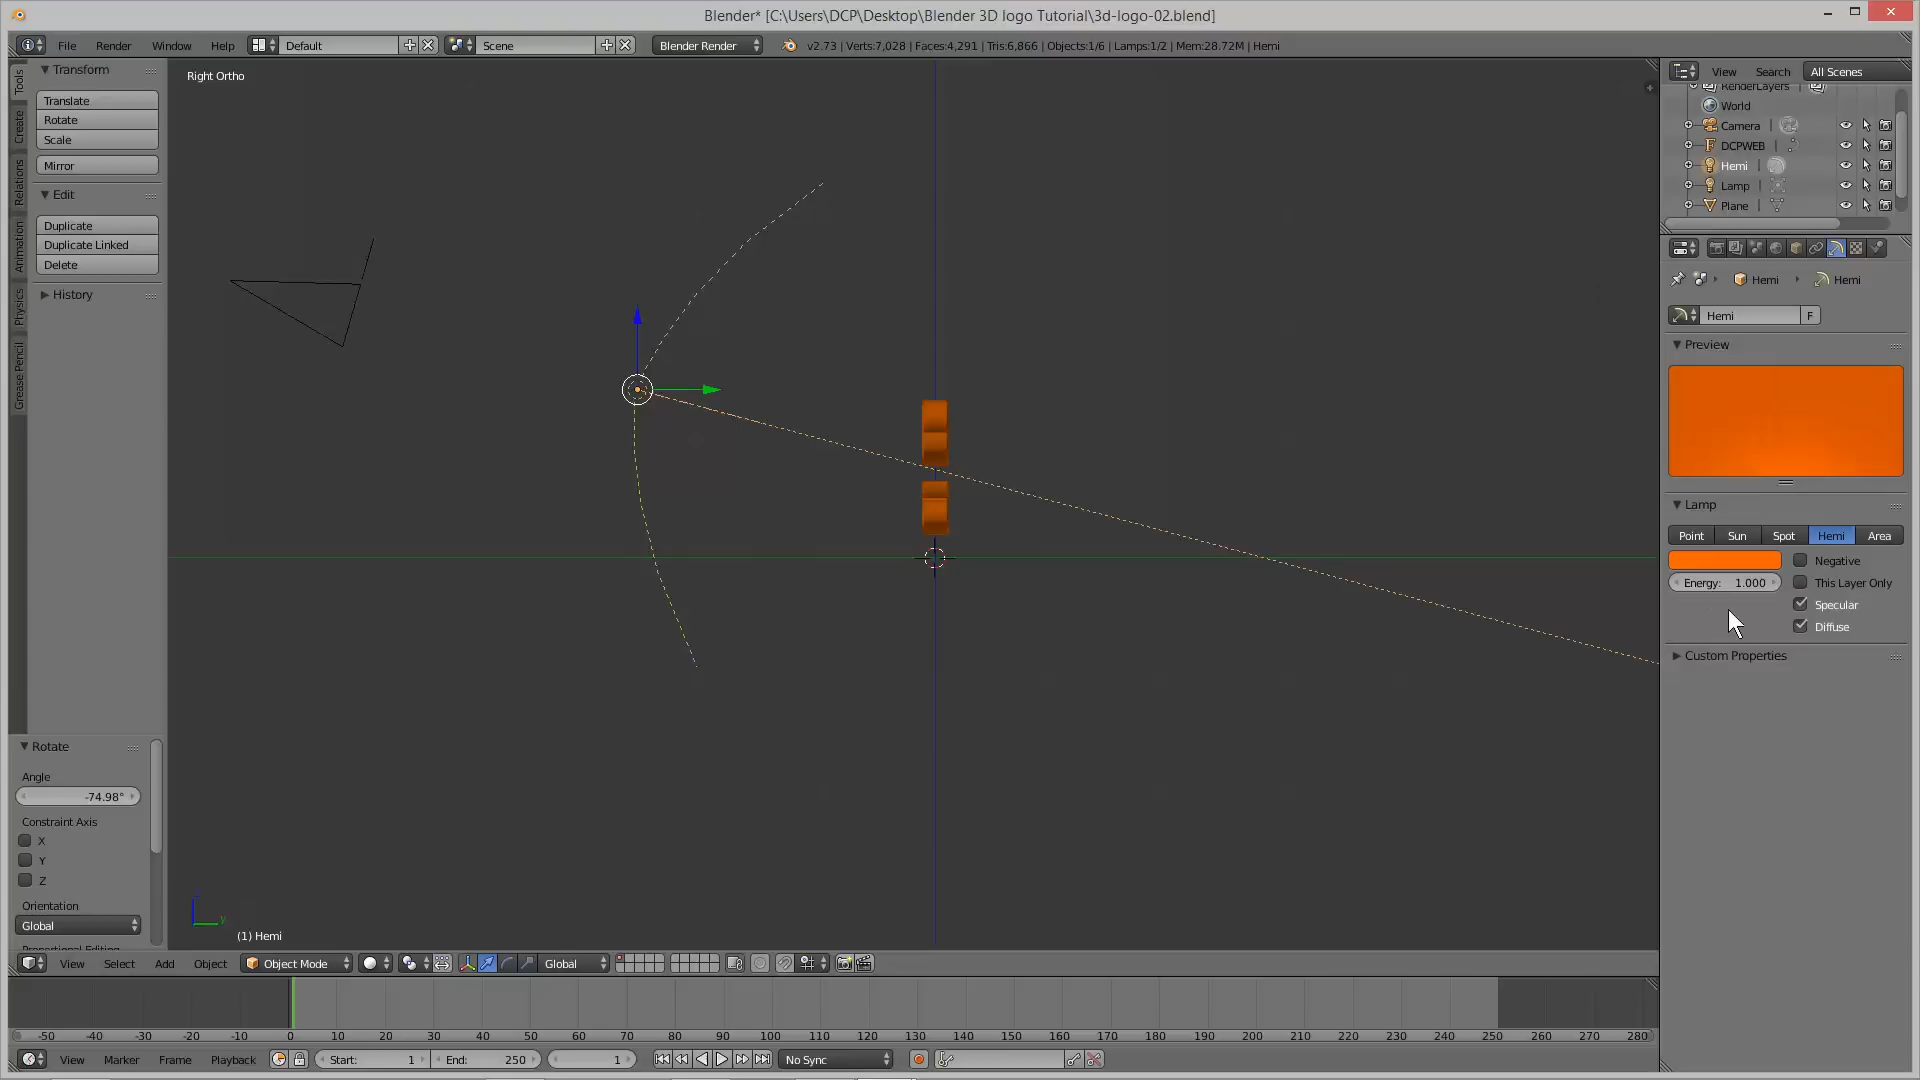 Blender* [C:\Users\DCP\Desktop\Blender 3D logo Tutorial\3d-logo-02.blend]
File Render Window Help Default Scene Blender Render v2.73 | Verts:7,028 | Faces:4,291 | Tris:6,866 | Objects:1/6 | Lamps:1/2 | Mem:28.72M | Hemi
Tools
Create
Relations
Animation
Physics
Grease Pencil
Transform
Translate
Rotate
Scale
Mirror
Edit
Duplicate
Duplicate Linked
Delete
History
Rotate
Angle
-74.98°
Constraint Axis
X
Y
Z
Orientation
Global
Right Ortho
y
(1) Hemi
View Select Add Object Object Mode Global
-50 -40 -30 -20 -10 0 10 20 30 40 50 60 70 80 90 100 110 120 130 140 150 160 170 180 190 200 210 220 230 240 250 260 270 280
View Marker Frame Playback Start: 1 End: 250 1 No Sync
View Search All Scenes
RenderLayers
World
Camera
DCPWEB
Hemi
Lamp
Plane
Hemi Hemi
Hemi F
Preview
Lamp
Point Sun Spot Hemi Area
Negative
Energy: 1.000 This Layer Only
Specular
Diffuse
Custom Properties